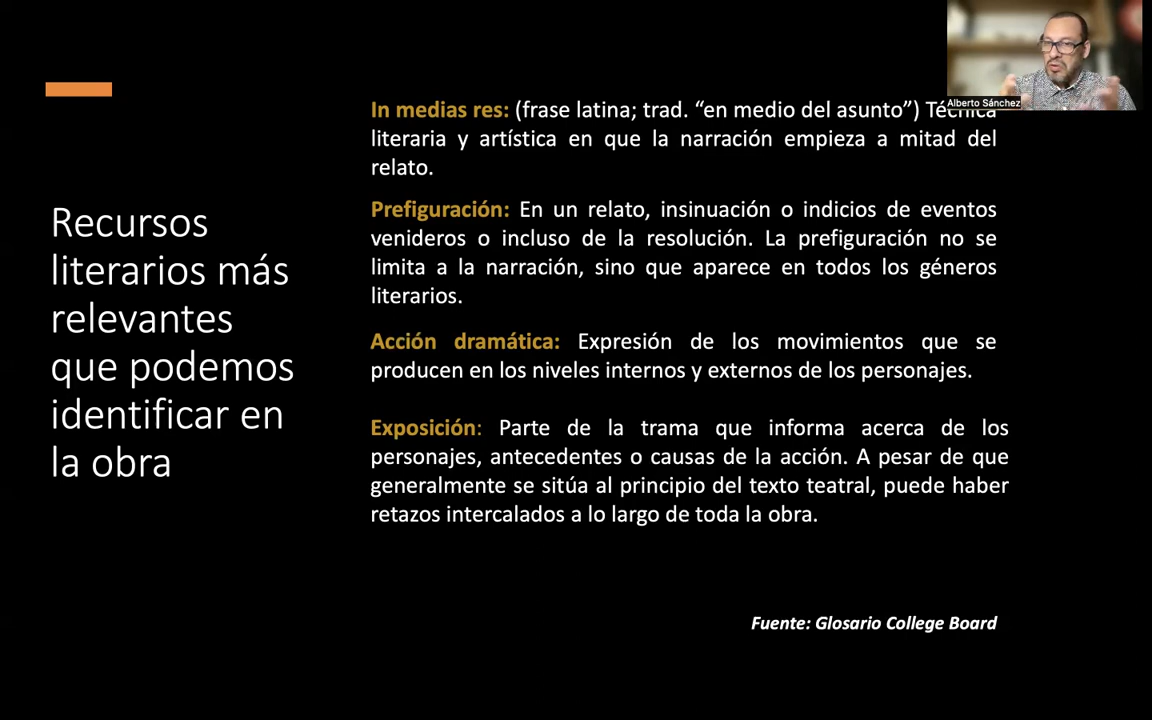 Alberto Sánchez
In medias res: (frase latina; trad. “en medio del asunto”) Técnica
literaria y artística en que la narración empieza a mitad del
relato.
Prefiguración: En un relato, insinuación o indicios de eventos
venideros o incluso de la resolución. La prefiguración no se
limita a la narración, sino que aparece en todos los géneros
literarios.
Acción dramática: Expresión de los movimientos que se
producen en los niveles internos y externos de los personajes.
Exposición: Parte de la trama que informa acerca de los
personajes, antecedentes o causas de la acción. A pesar de que
generalmente se sitúa al principio del texto teatral, puede haber
retazos intercalados a lo largo de toda la obra.
Recursos
literarios más
relevantes
que podemos
identificar en
la obra
Fuente: Glosario College Board